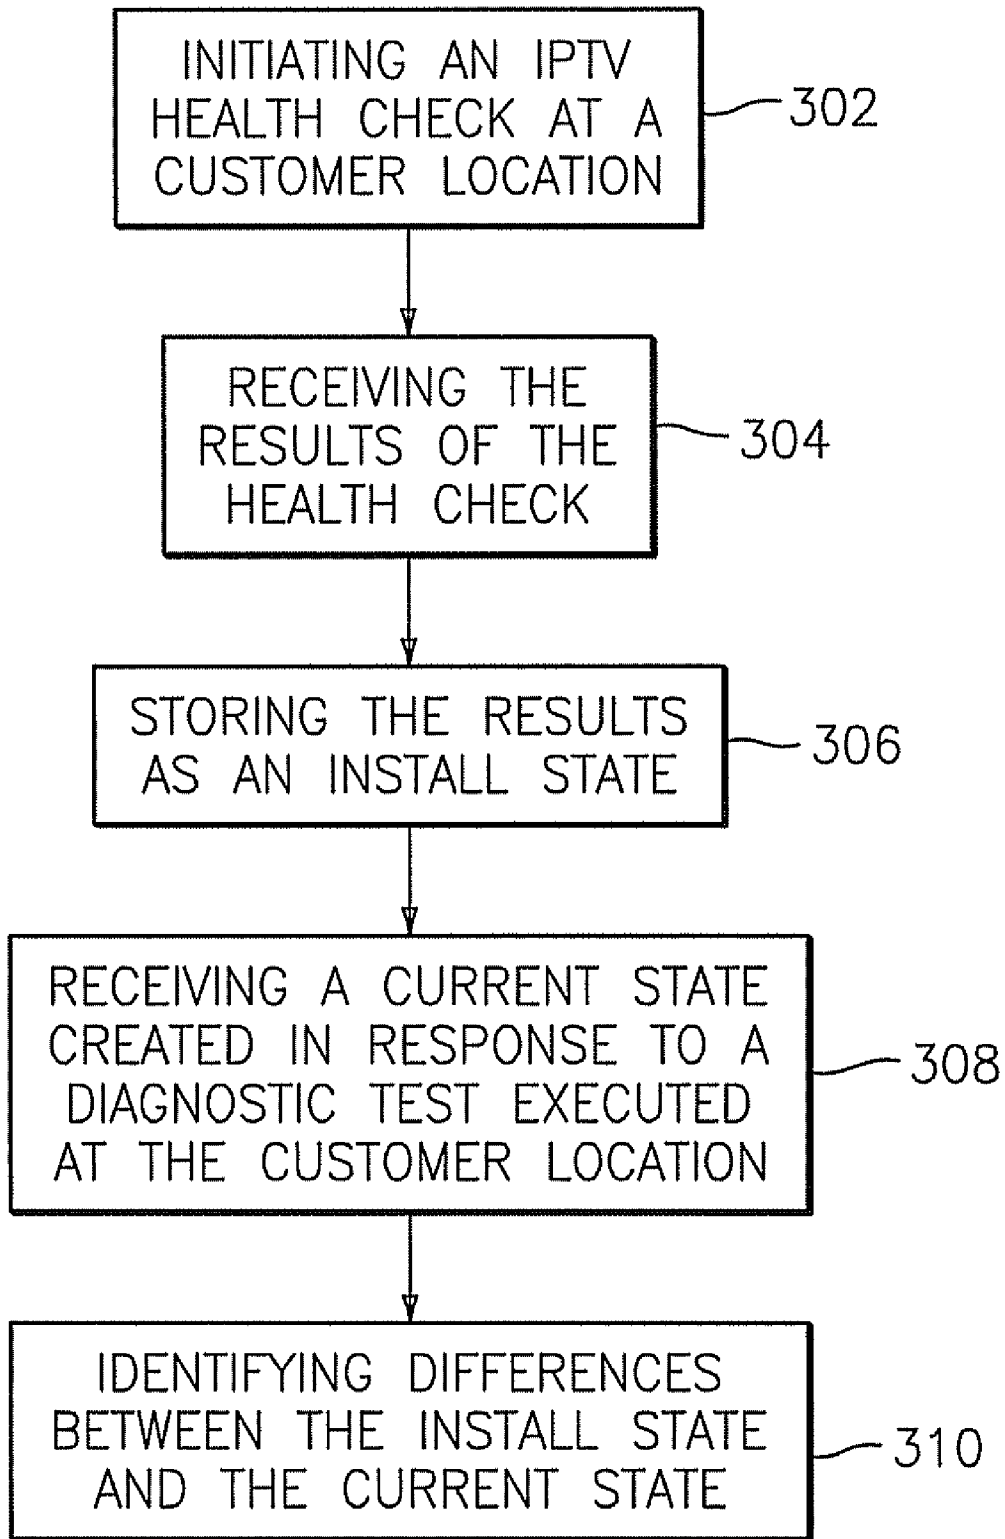 INITIATING AN IPTV
HEALTH CHECK AT A
CUSTOMER LOCATION
302
RECEIVING THE
RESULTS OF THE
HEALTH CHECK
304
STORING THE RESULTS
AS AN INSTALL STATE
306
RECEIVING A CURRENT STATE
CREATED IN RESPONSE TO A
DIAGNOSTIC TEST EXECUTED
AT THE CUSTOMER LOCATION
308
IDENTIFYING DIFFERENCES
BETWEEN THE INSTALL STATE
AND THE CURRENT STATE
310